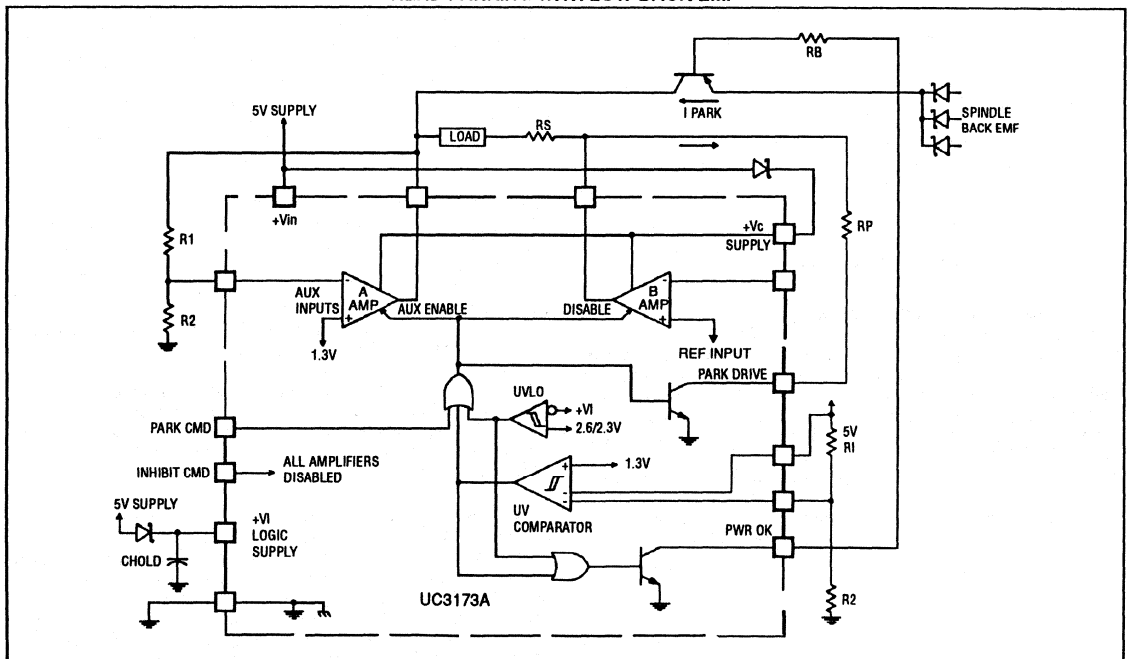 RB
5V SUPPLY
I PARK
SPINDLE
BACK EMF
LOAD
RS
+Vin
R1
+Vc
SUPPLY
RP
AUX
INPUTS
-
A
AMP
+
AUX ENABLE
DISABLE
-
B
AMP
+
R2
1.3V
REF INPUT
PARK DRIVE
UVLO
+VI
2.6/2.3V
PARK CMD
5V
RI
INHIBIT CMD
ALL AMPLIFIERS
DISABLED
+
1.3V
-
-
UV
COMPARATOR
5V SUPPLY
+VI
LOGIC
SUPPLY
PWR OK
CHOLD
R2
UC3173A